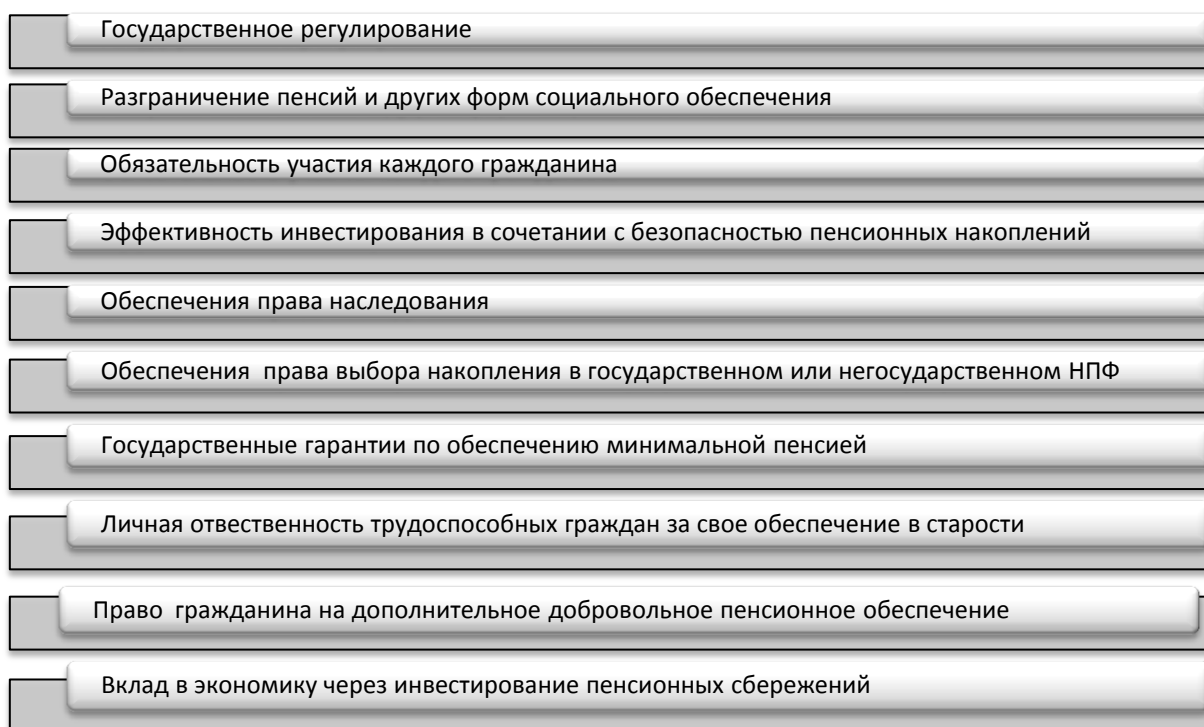 Государственное регулирование
Разграничение пенсий и других форм социального обеспечения
Обязательность участия каждого гражданина
Эффективность инвестирования в сочетании с безопасностью пенсионных накоплений
Обеспечения права наследования
Обеспечения права выбора накопления в государственном или негосударственном НПФ
Государственные гарантии по обеспечению минимальной пенсией
Личная отвественность трудоспособных граждан за свое обеспечение в старости
Право гражданина на дополнительное добровольное пенсионное обеспечение
Вклад в экономику через инвестирование пенсионных сбережений